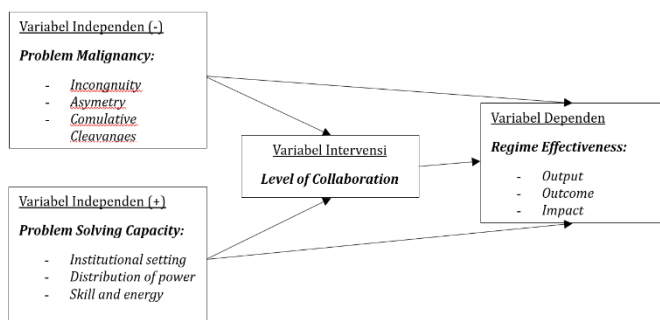 Variabel Independen (-)
Problem Malignancy:
- Incongnuity
- Asymetry
- Comulative
Cleavanges
Variabel Independen (+)
Problem Solving Capacity:
- Institutional setting
- Distribution of power
- Skill and energy
Variabel Intervensi
Level of Collaboration
Variabel Dependen
Regime Effectiveness:
- Output
- Outcome
- Impact